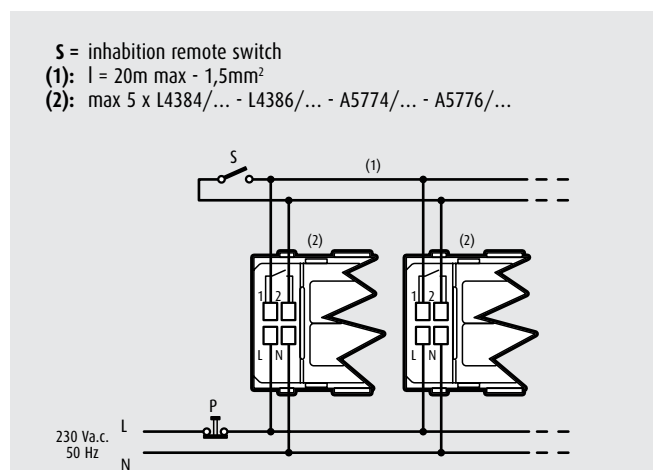 S = inhabition remote switch
(1): l = 20m max - 1,5mm²
(2): max 5 x L4384/... - L4386/... - A5774/... - A5776/...
S
(1)
(2) (2)
1 2 1 2
L N L N
P
L
230 Va.c.
50 Hz
N